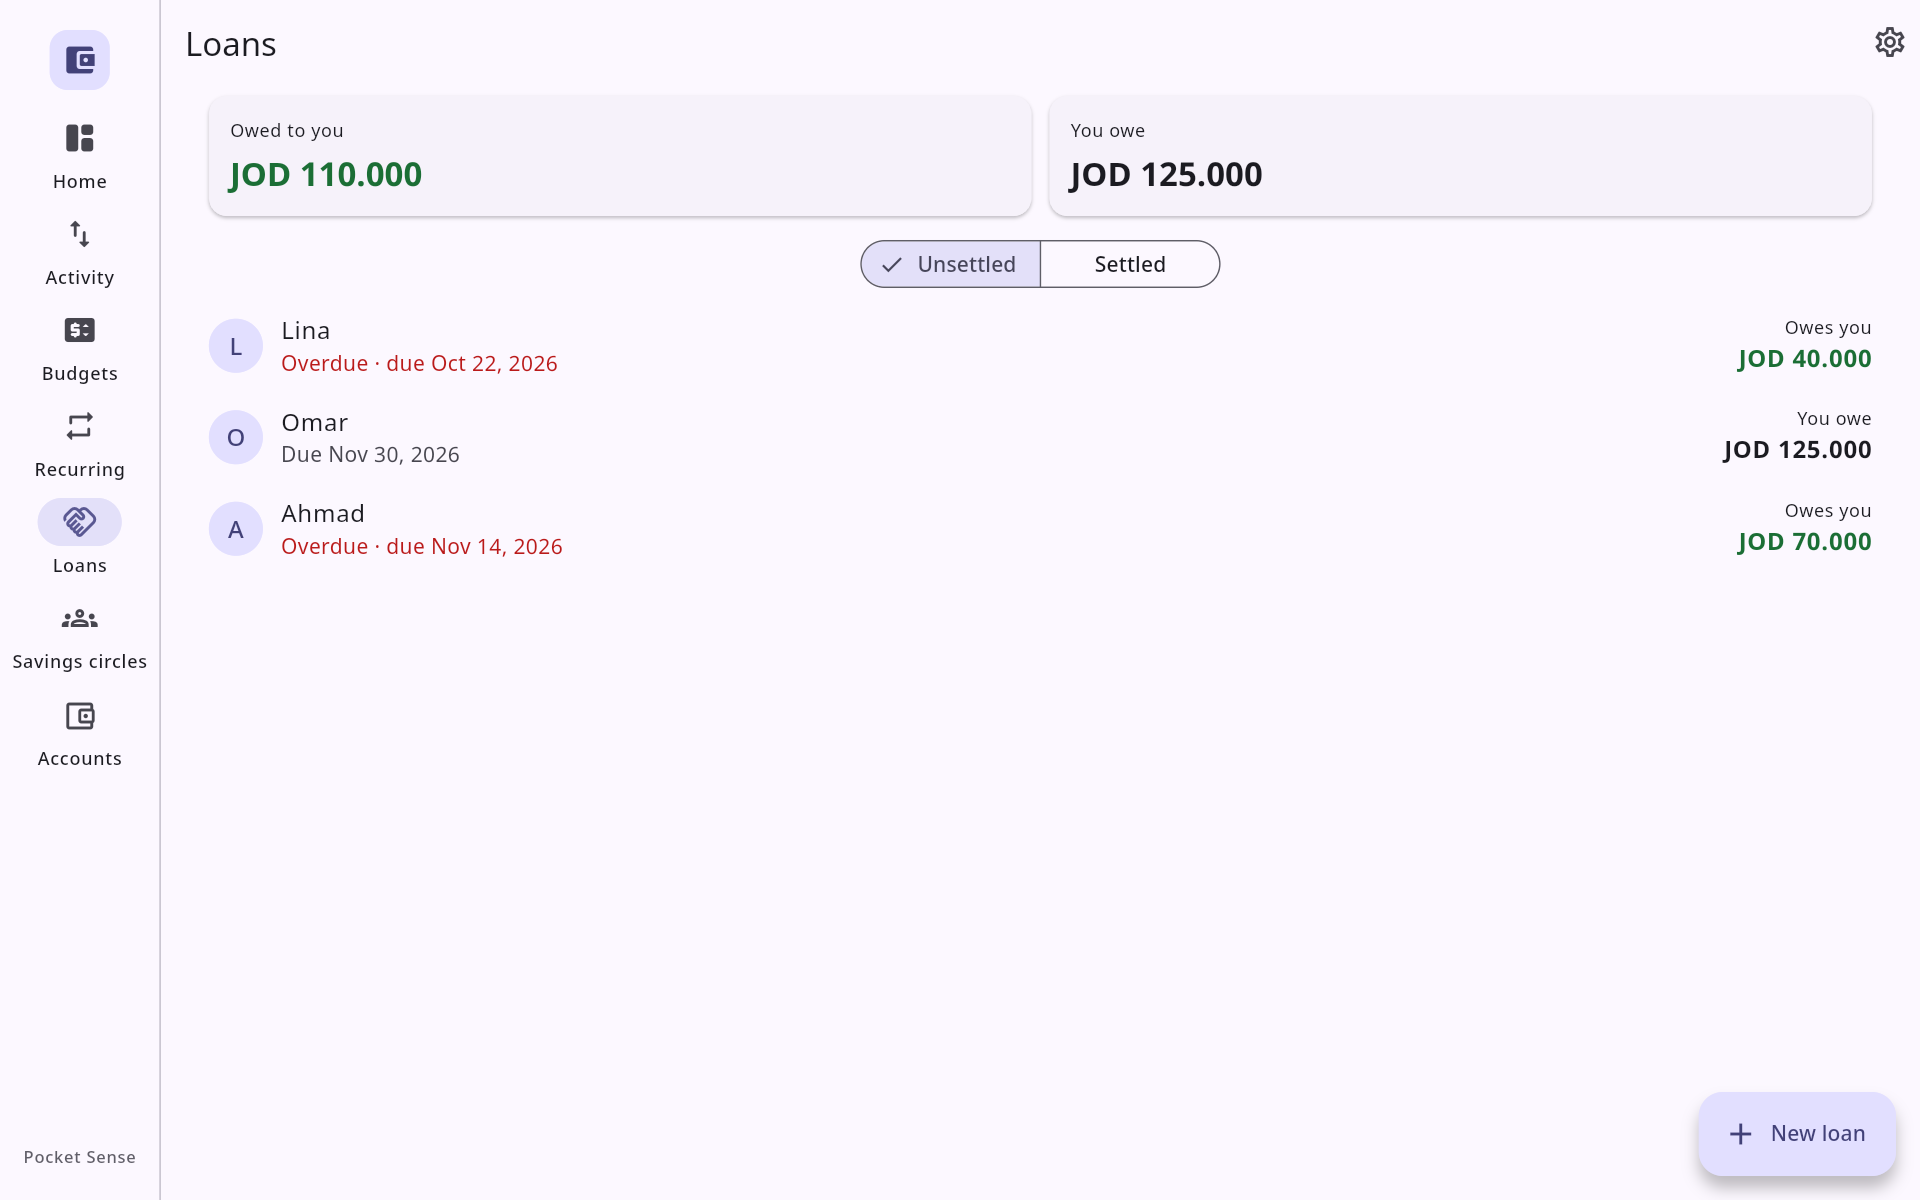 Loans
Owed to you
JOD 110.000
You owe
JOD 125.000
Unsettled
Settled
L
Lina
Overdue · due Oct 22, 2026
Owes you
JOD 40.000
O
Omar
Due Nov 30, 2026
You owe
JOD 125.000
A
Ahmad
Overdue · due Nov 14, 2026
Owes you
JOD 70.000
New loan
Home
Activity
Budgets
Recurring
Loans
Savings circles
Accounts
Pocket Sense